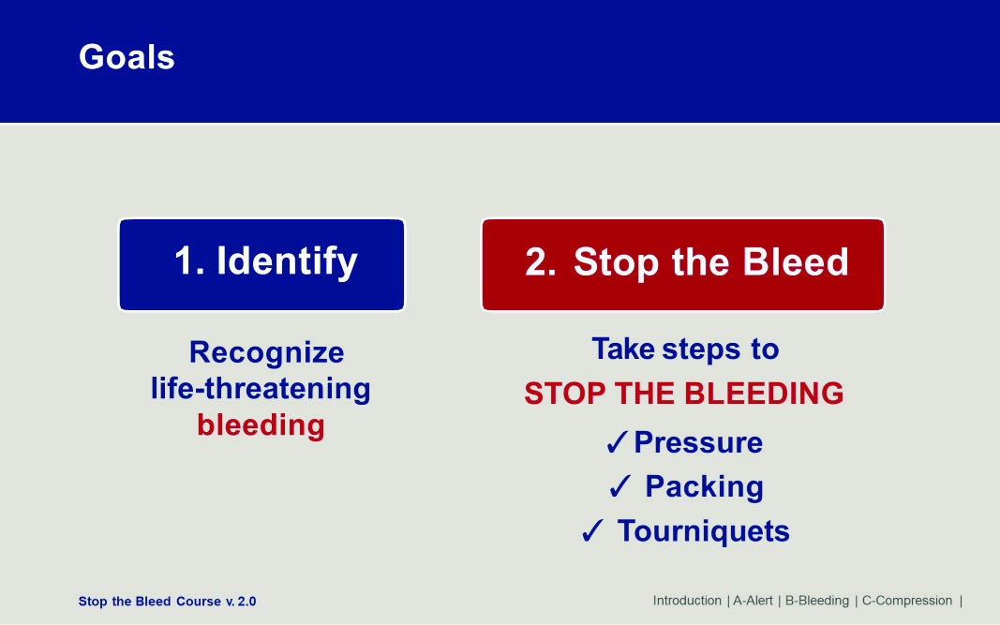 Goals
1. Identify
Recognize
life-threatening
bleeding
2. Stop the Bleed
Take steps to
STOP THE BLEEDING
✓Pressure
✓ Packing
✓ Tourniquets
Stop the Bleed Course v. 2.0
Introduction | A-Alert | B-Bleeding | C-Compression |